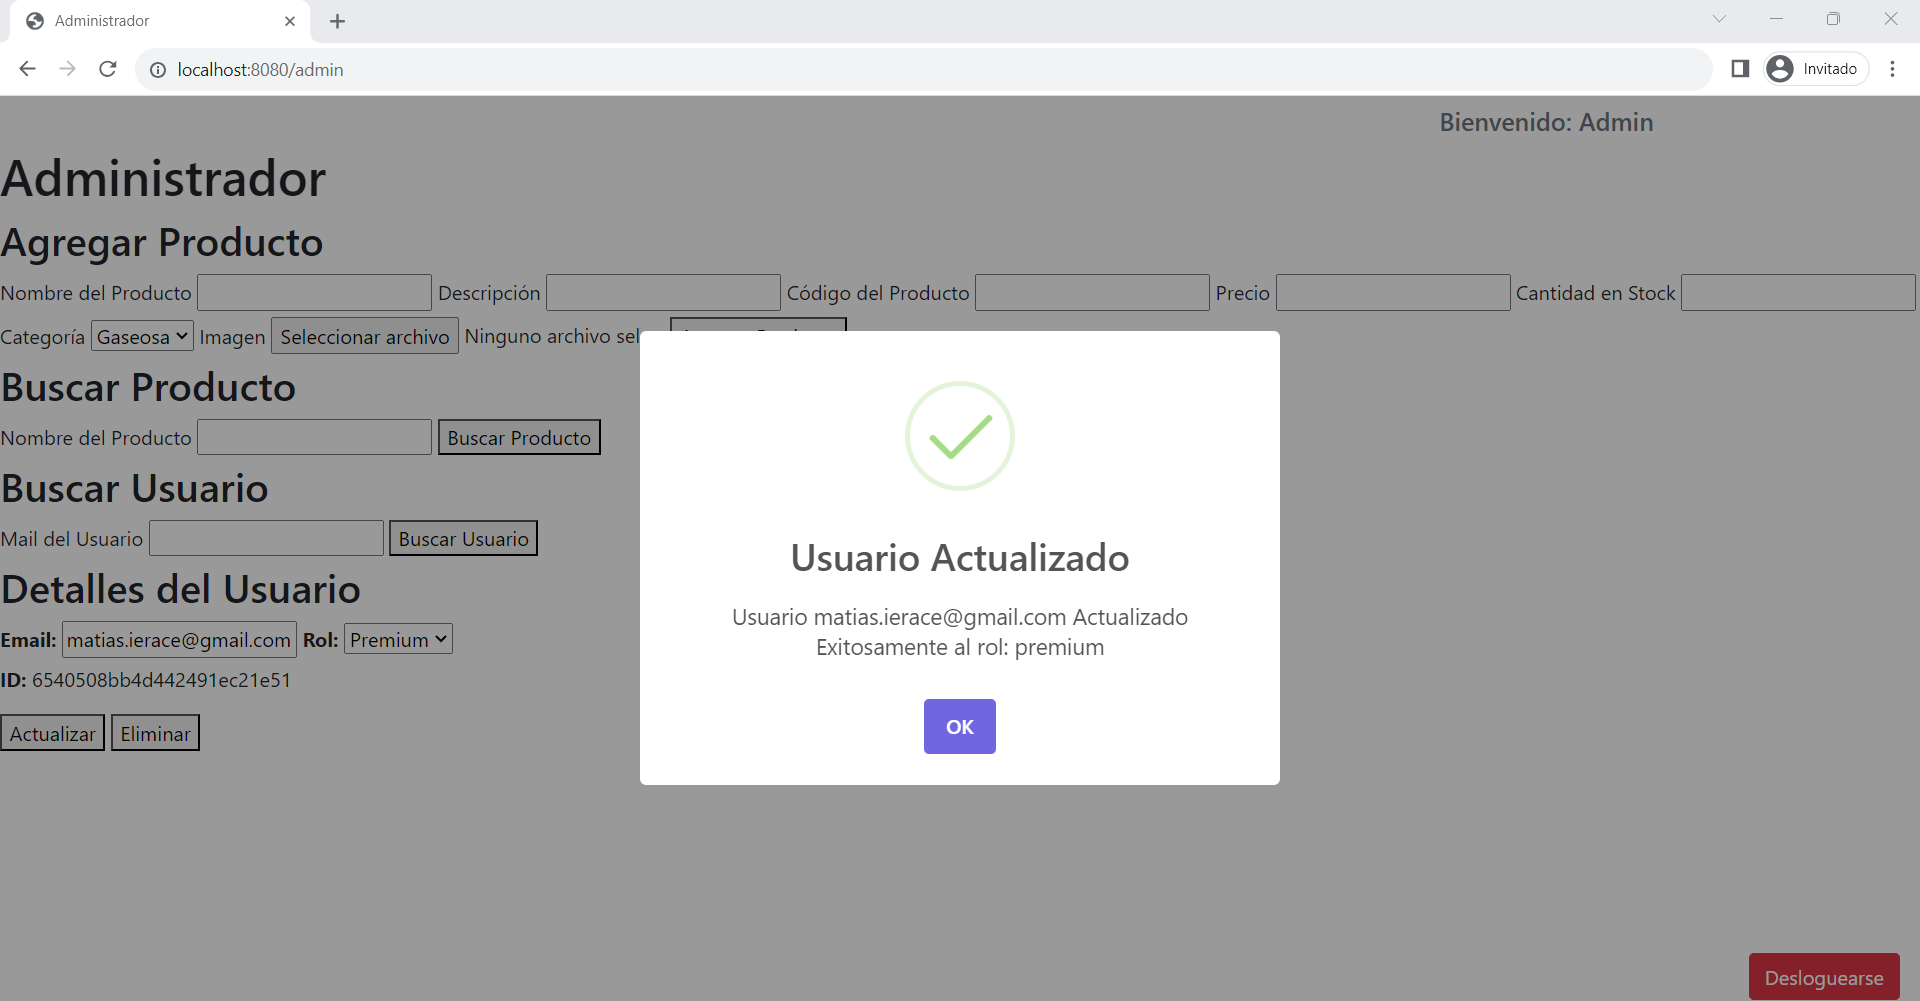 Administrador
localhost:8080/admin
Invitado
Bienvenido: Admin
Administrador
Agregar Producto
Nombre del Producto Descripción Código del Producto Precio Cantidad en Stock
Categoría Gaseosa Imagen Seleccionar archivo Ninguno archivo sel
Buscar Producto
Nombre del Producto Buscar Producto
Buscar Usuario
Mail del Usuario Buscar Usuario
Detalles del Usuario
Email: matias.ierace@gmail.com Rol: Premium
ID: 6540508bb4d442491ec21e51
Actualizar Eliminar
Usuario Actualizado
Usuario matias.ierace@gmail.com Actualizado
Exitosamente al rol: premium
OK
Desloguearse